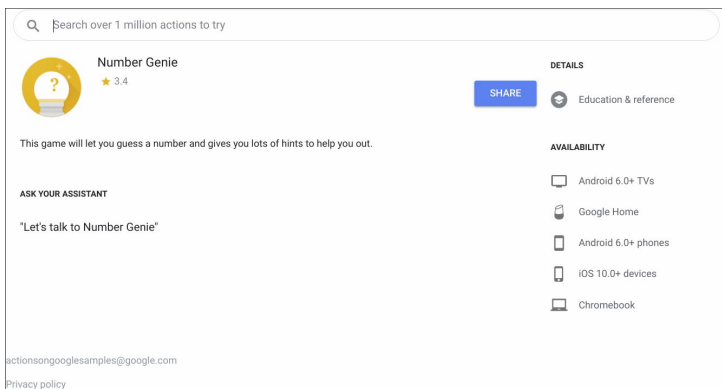 Search over 1 million actions to try
Number Genie
3.4
SHARE
This game will let you guess a number and gives you lots of hints to help you out.
ASK YOUR ASSISTANT
"Let's talk to Number Genie"
DETAILS
Education & reference
AVAILABILITY
Android 6.0+ TVs
Google Home
Android 6.0+ phones
iOS 10.0+ devices
Chromebook
actionsongooglesamples@google.com
Privacy policy